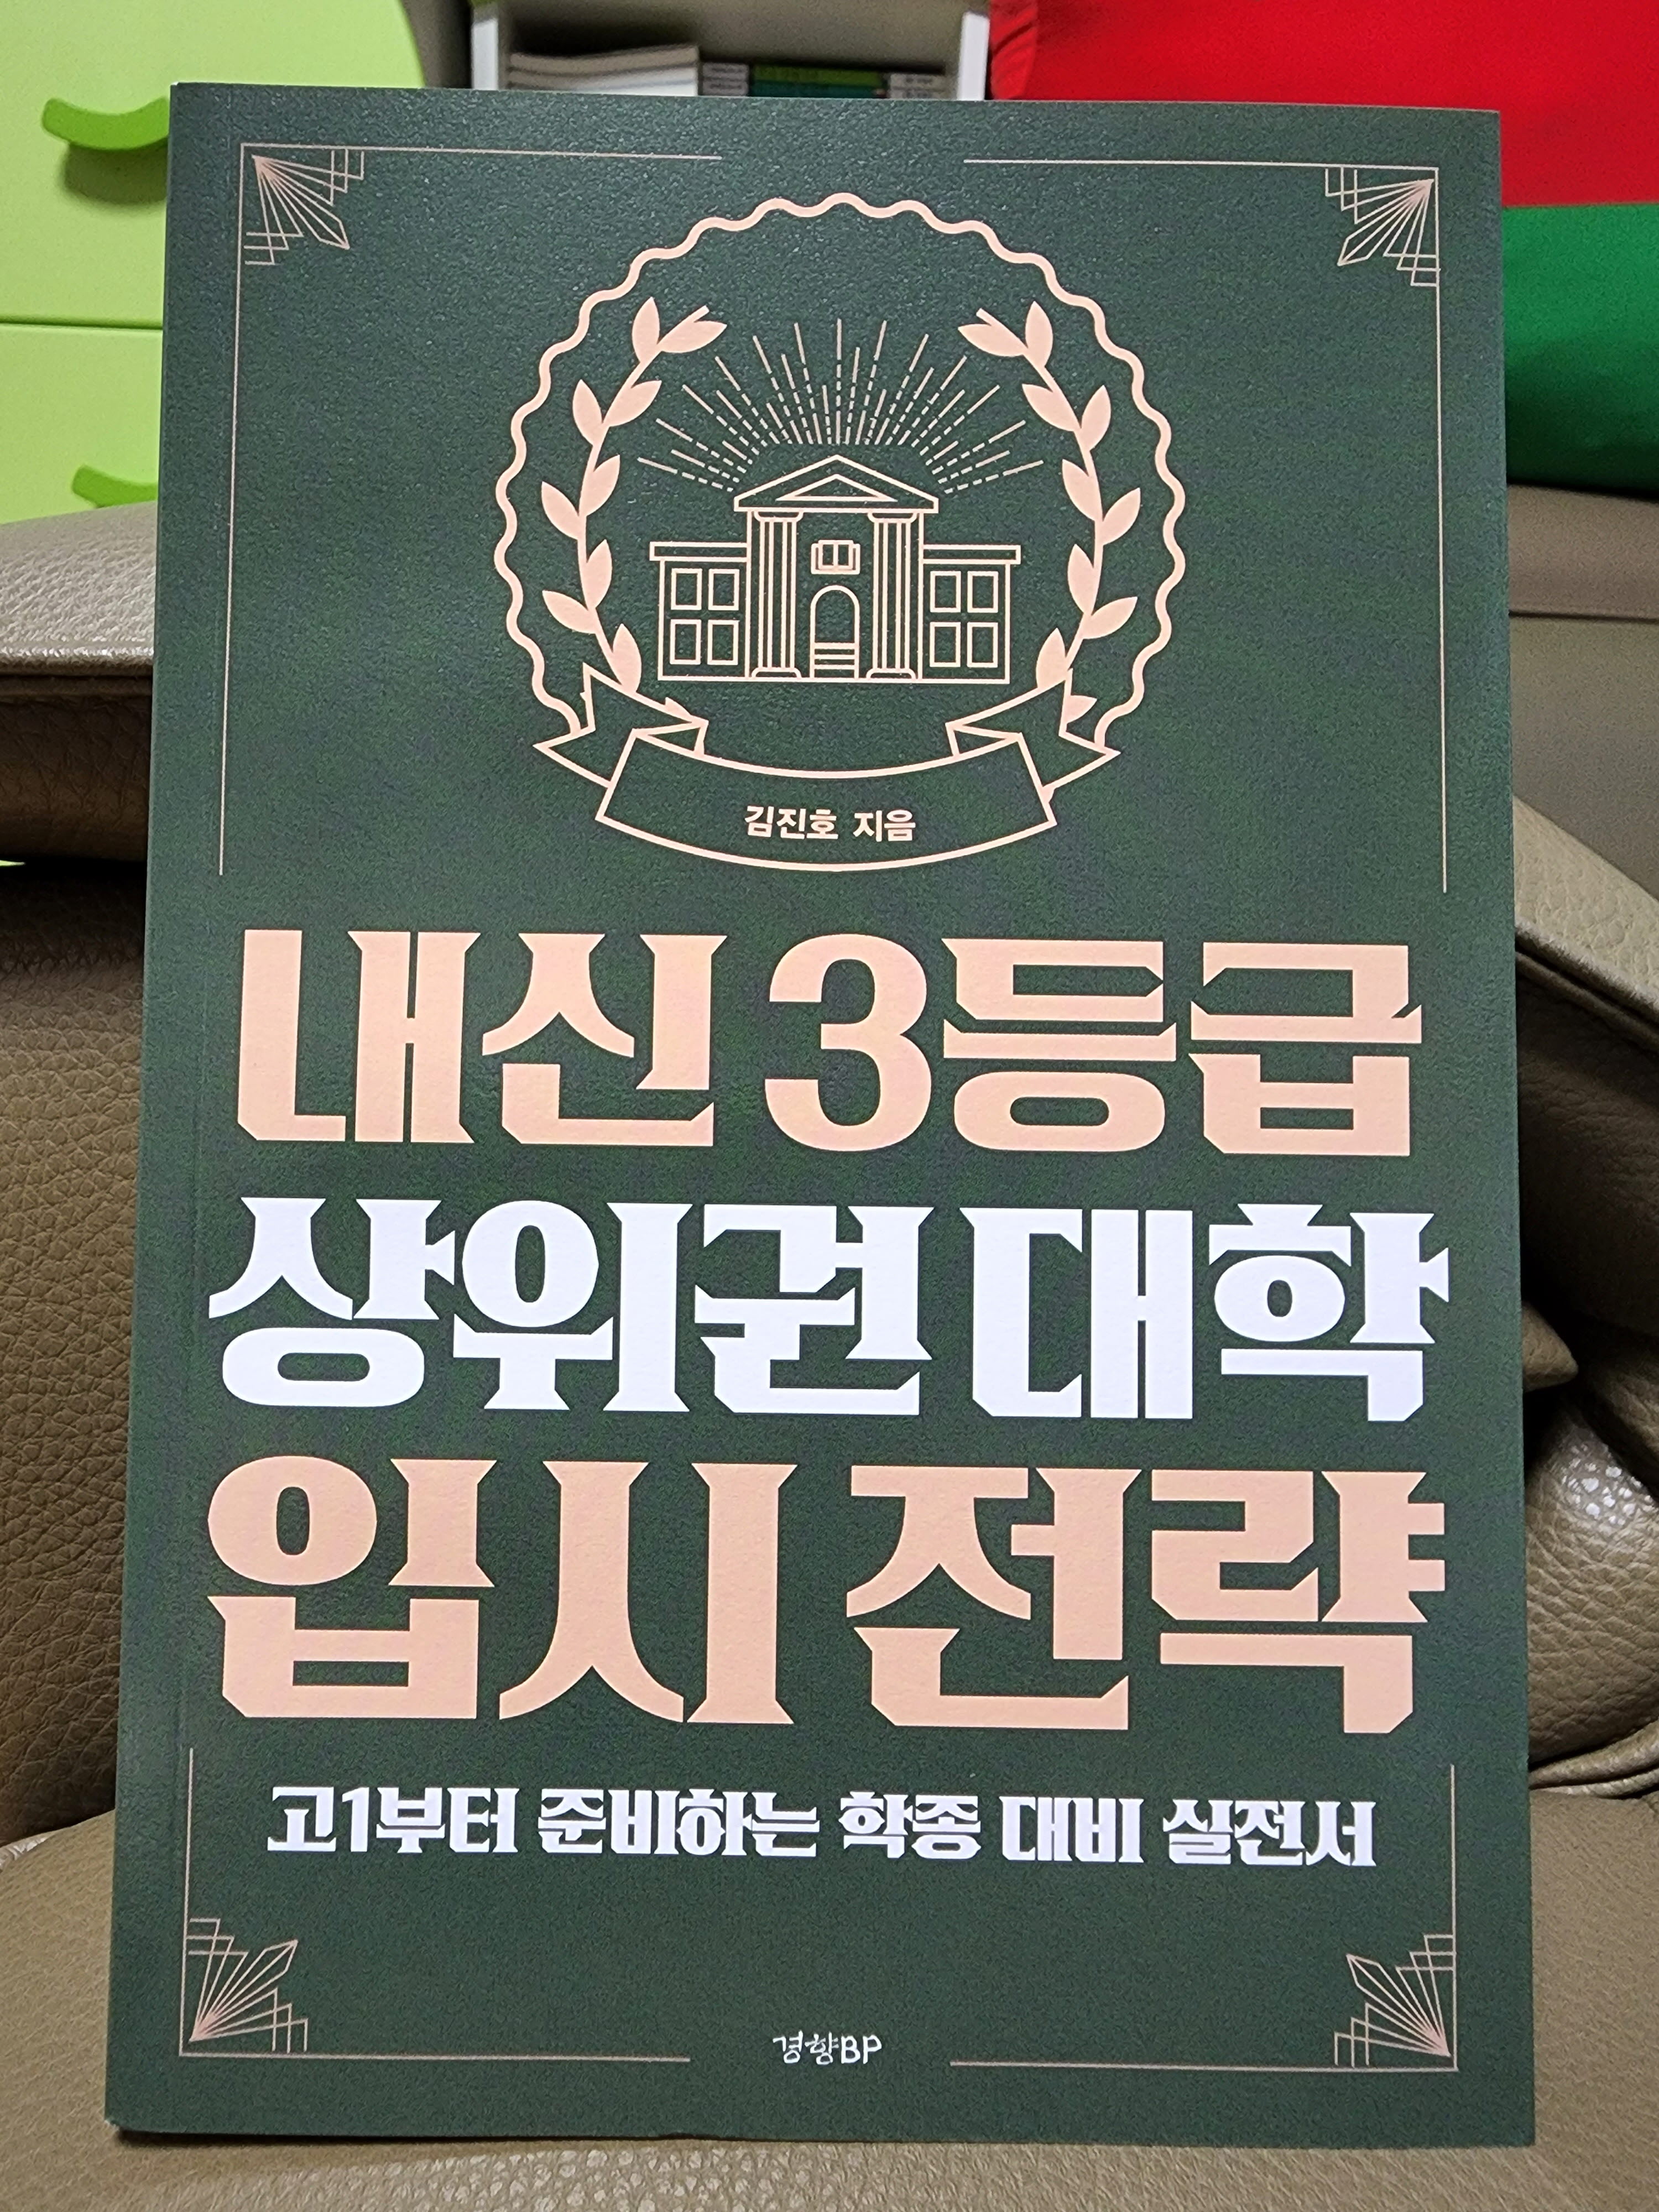 김진호 지음
내신 3등급
상위권 대학
입시 전략
고1부터 준비하는 학종 대비 실전서
경향BP